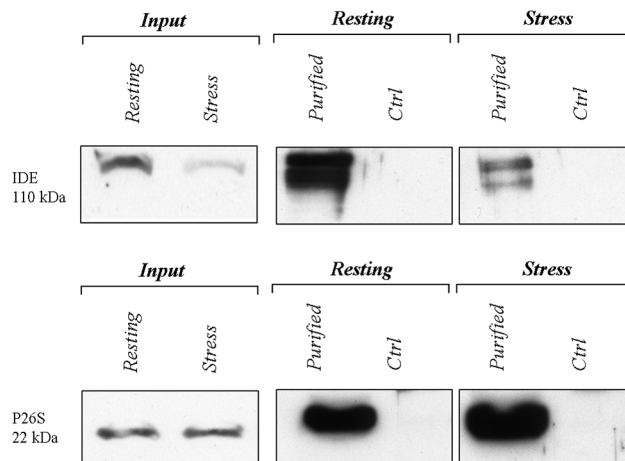 Input Resting Stress
Resting Stress Purified Ctrl Purified Ctrl
IDE
110 kDa
Input Resting Stress
Resting Stress Purified Ctrl Purified Ctrl
P26S
22 kDa